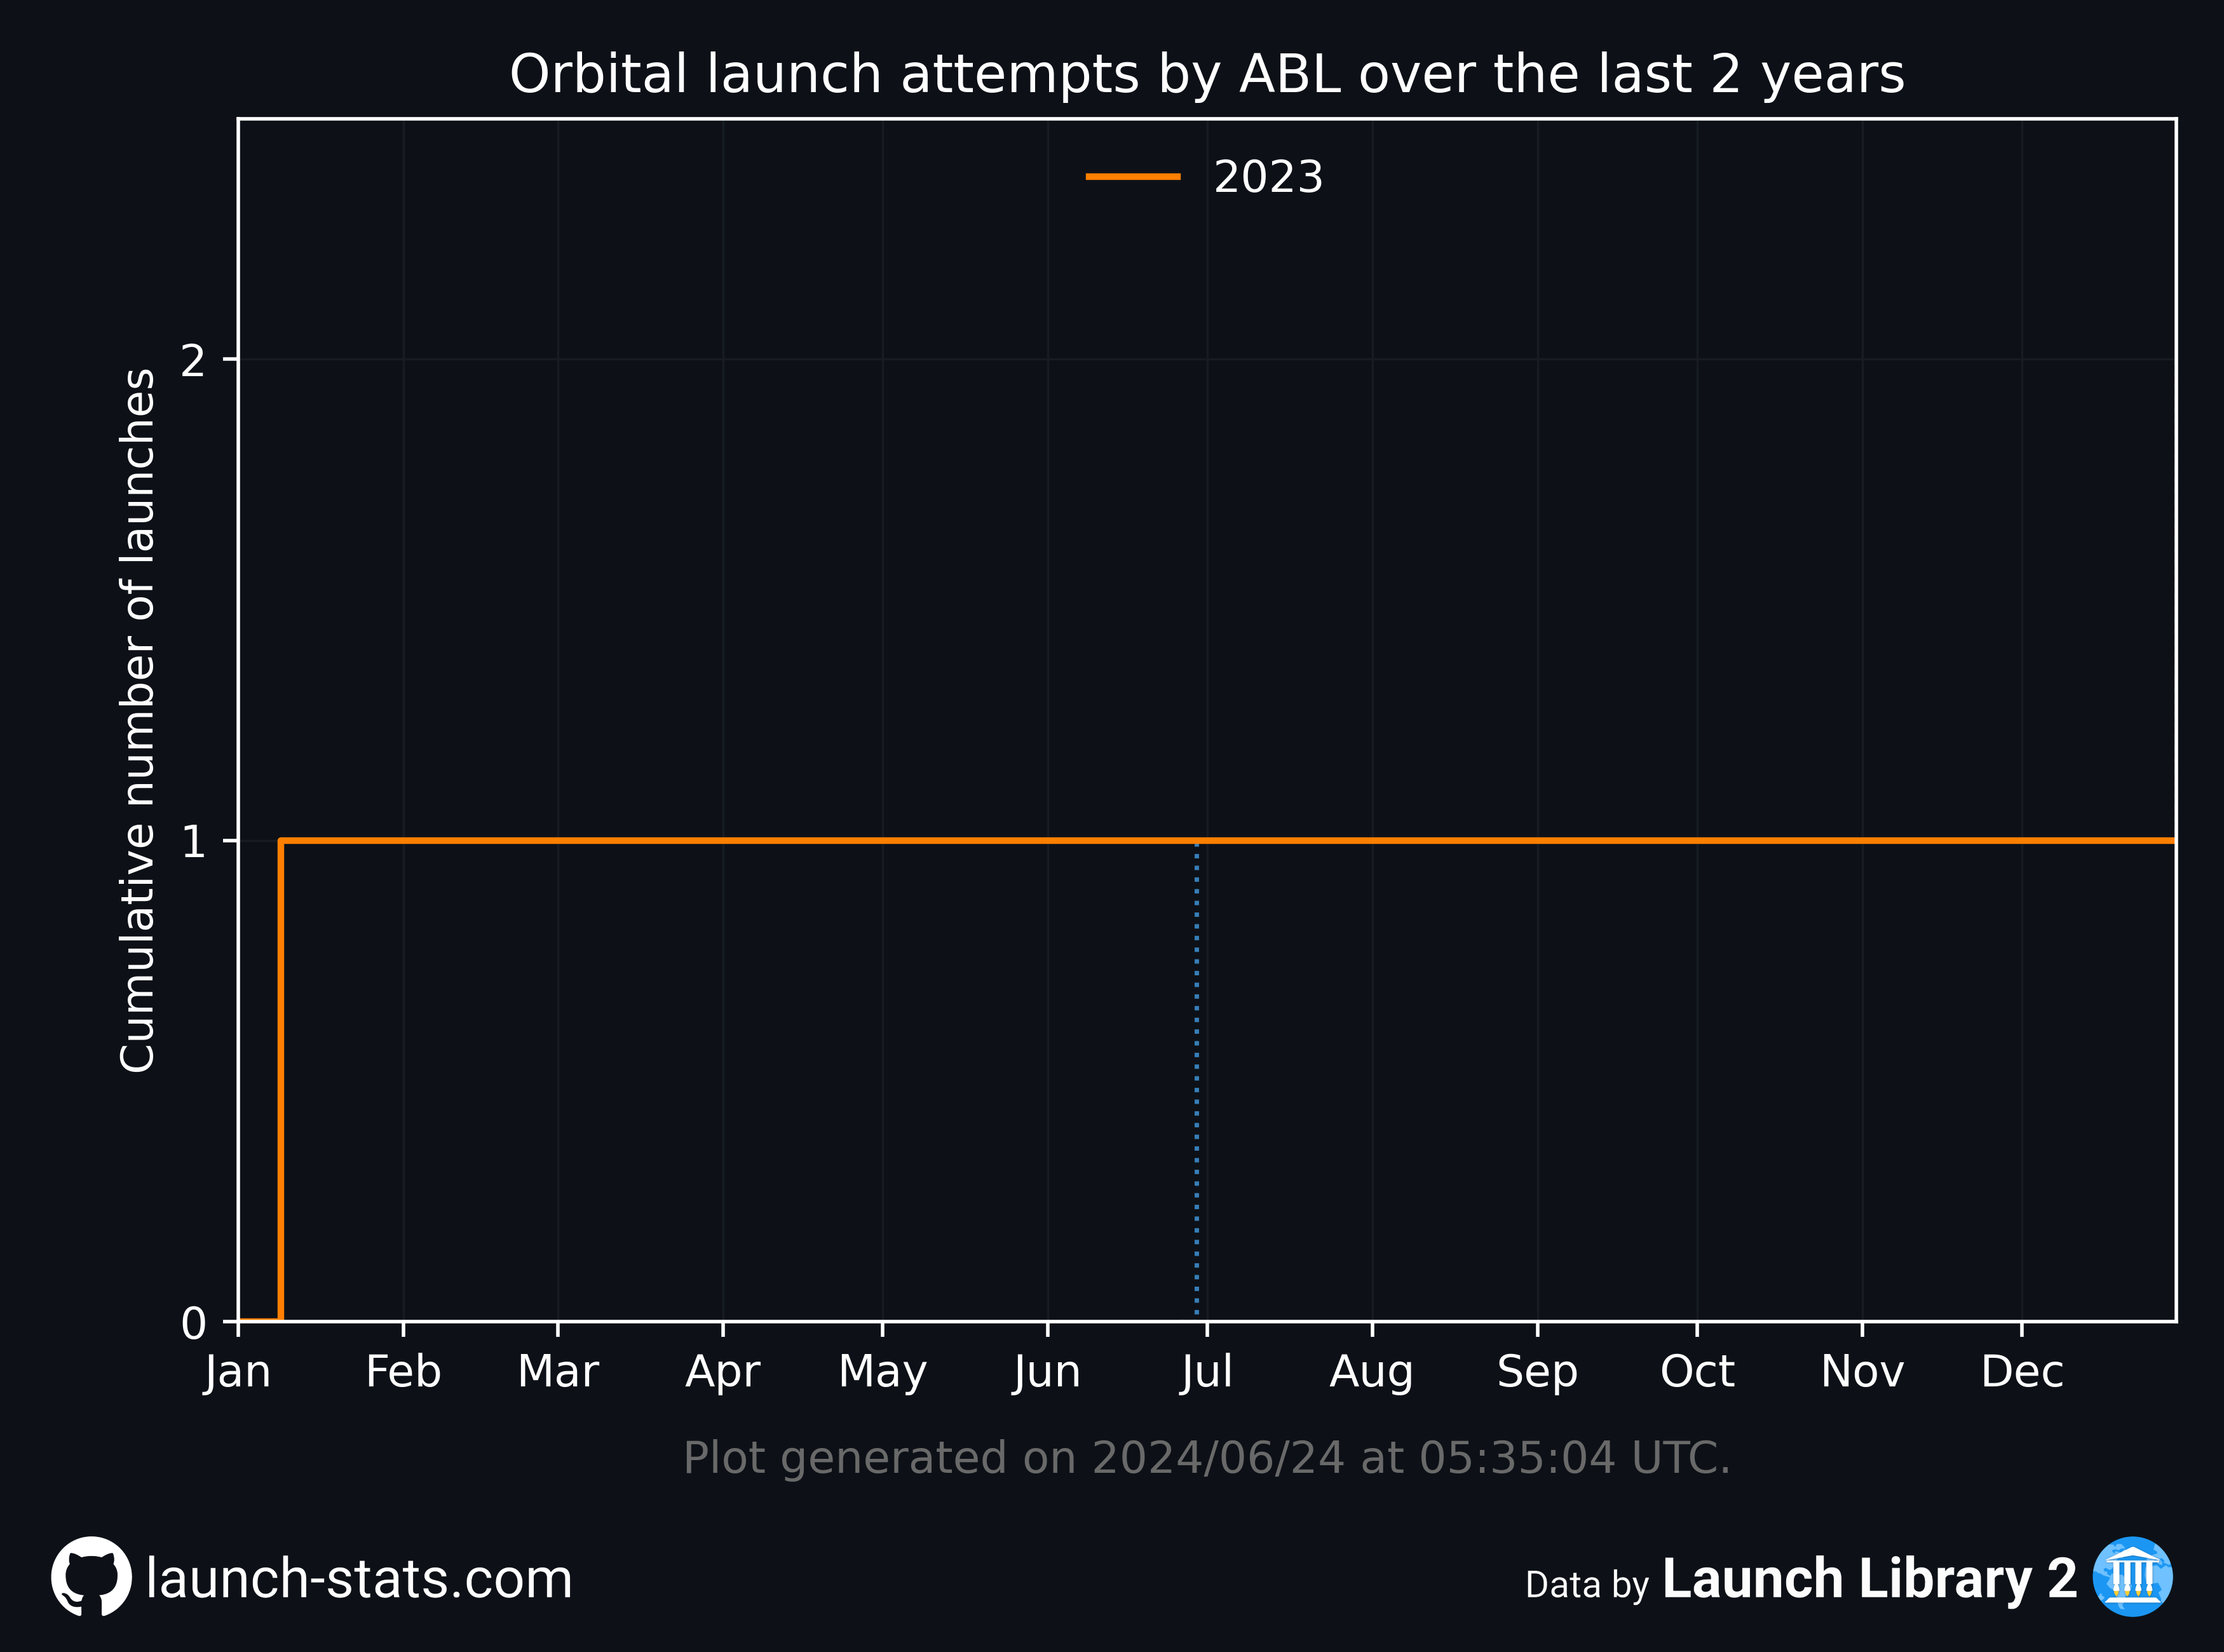 Orbital launch attempts by ABL over the last 2 years
2023
Cumulative number of launches
2
1
0
Jan Feb Mar Apr May Jun Jul Aug Sep Oct Nov Dec
Plot generated on 2024/06/24 at 05:35:04 UTC.
launch-stats.com
Data by Launch Library 2